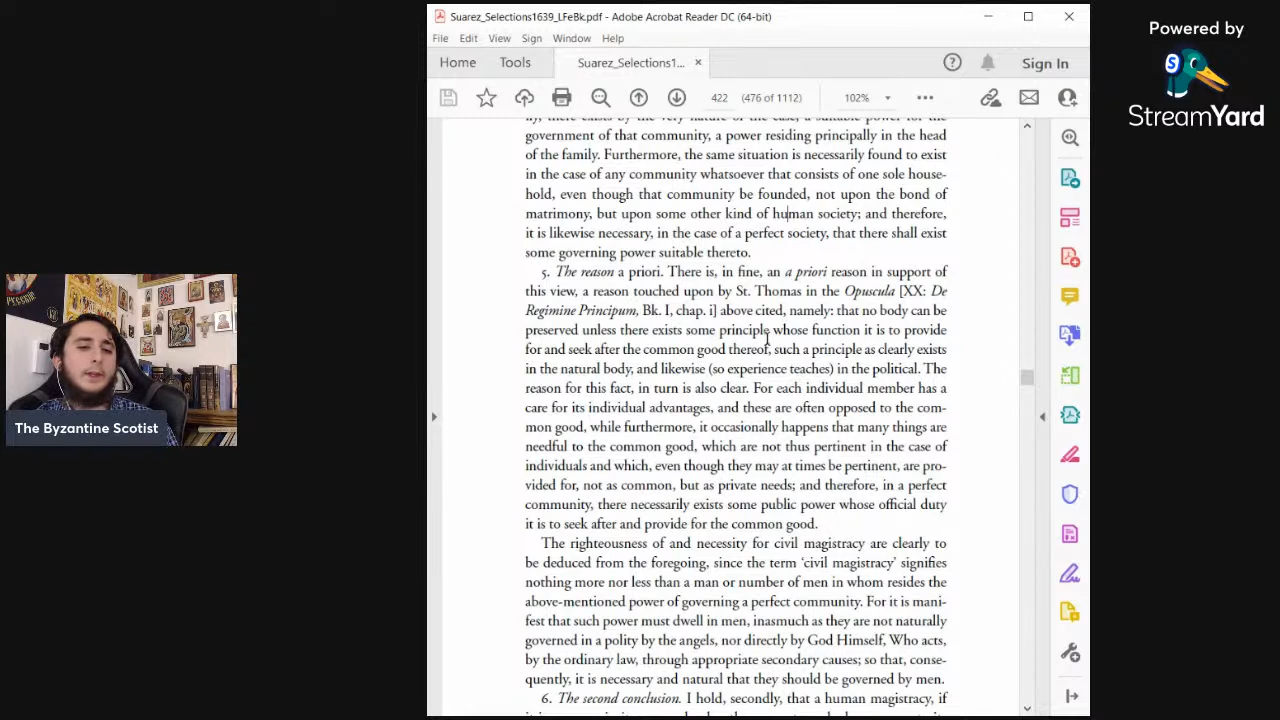 Suarez_Selections1639_LFeBk.pdf - Adobe Acrobat Reader DC (64-bit)
File Edit View Sign Window Help
Home Tools Suarez_Selections1... × Sign In
422 (476 of 1112) 102%
ly, there exists by the very nature of the case, a suitable power for the
government of that community, a power residing principally in the head
of the family. Furthermore, the same situation is necessarily found to exist
in the case of any community whatsoever that consists of one sole house-
hold, even though that community be founded, not upon the bond of
matrimony, but upon some other kind of human society; and therefore,
it is likewise necessary, in the case of a perfect society, that there shall exist
some governing power suitable thereto.
5. The reason a priori. There is, in fine, an a priori reason in support of
this view, a reason touched upon by St. Thomas in the Opuscula [XX: De
Regimine Principum, Bk. I, chap. i] above cited, namely: that no body can be
preserved unless there exists some principle whose function it is to provide
for and seek after the common good thereof, such a principle as clearly exists
in the natural body, and likewise (so experience teaches) in the political. The
reason for this fact, in turn is also clear. For each individual member has a
care for its individual advantages, and these are often opposed to the com-
mon good, while furthermore, it occasionally happens that many things are
needful to the common good, which are not thus pertinent in the case of
individuals and which, even though they may at times be pertinent, are pro-
vided for, not as common, but as private needs; and therefore, in a perfect
community, there necessarily exists some public power whose official duty
it is to seek after and provide for the common good.
The righteousness of and necessity for civil magistracy are clearly to
be deduced from the foregoing, since the term 'civil magistracy' signifies
nothing more nor less than a man or number of men in whom resides the
above-mentioned power of governing a perfect community. For it is mani-
fest that such power must dwell in men, inasmuch as they are not naturally
governed in a polity by the angels, nor directly by God Himself, Who acts,
by the ordinary law, through appropriate secondary causes; so that, conse-
quently, it is necessary and natural that they should be governed by men.
6. The second conclusion. I hold, secondly, that a human magistracy, if
The Byzantine Scotist
Powered by
S
StreamYard